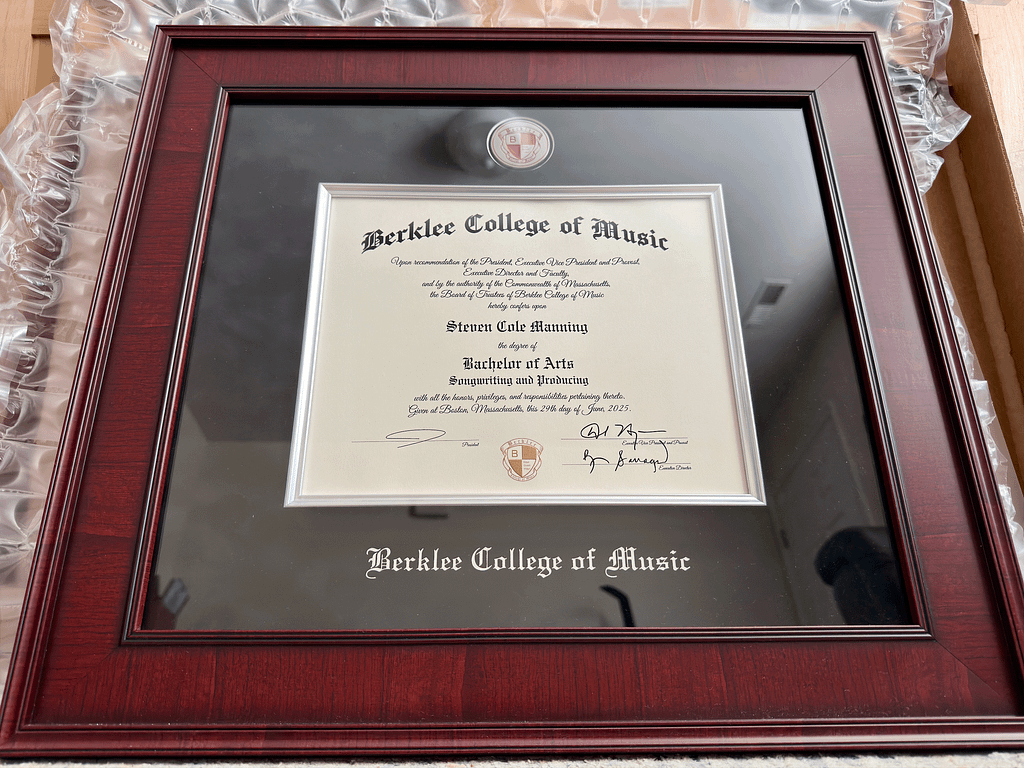 Berklee College of Music
Upon recommendation of the President, Executive Vice President and Provost,
Executive Director and Faculty,
and by the authority of the Commonwealth of Massachusetts,
the Board of Trustees of Berklee College of Music
hereby confers upon
Steven Cole Manning
the degree of
Bachelor of Arts
Songwriting and Producing
with all the honors, privileges, and responsibilities pertaining thereto.
Given at Boston, Massachusetts, this 29th day of June, 2025.
President
Executive Vice President and Provost
Executive Director
B
Berklee College of Music